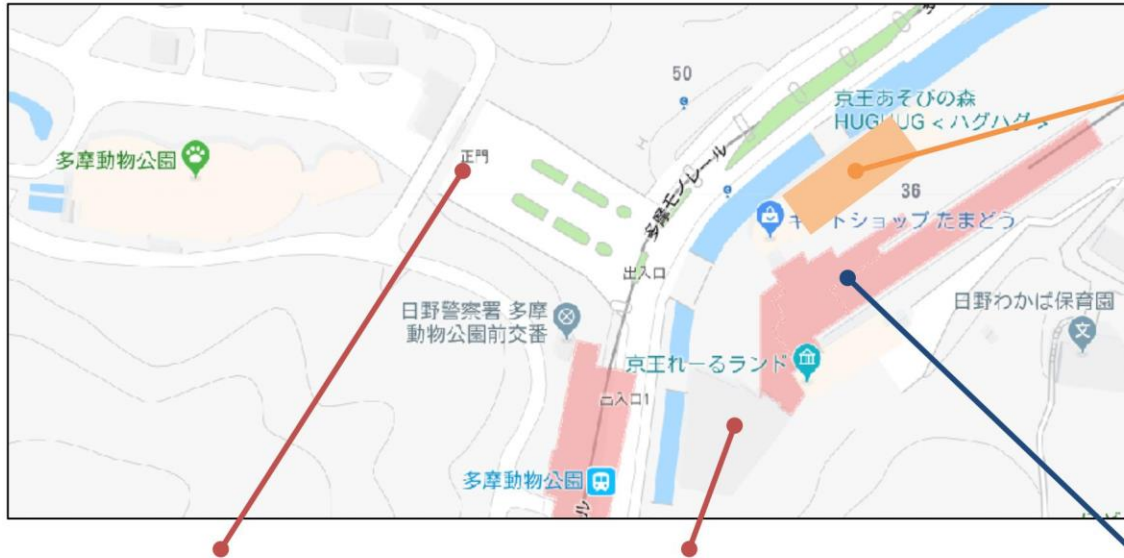 50
京王あそびの森
HUGHUG<ハグハグ>
多摩動物公園
正門
36
多摩モノレール
ギフトショップ たまどう
出入口
日野警察署 多摩
動物公園前交番
日野わかば保育園
京王れーるランド
出入口1
多摩動物公園
ル